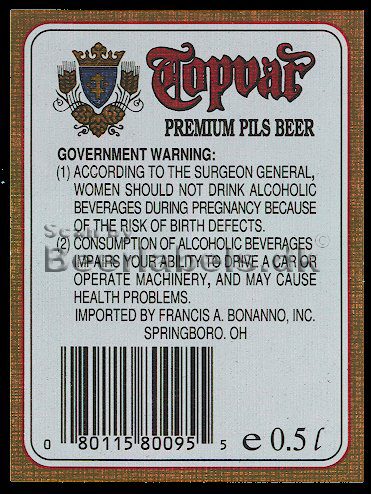 Topvar
PREMIUM PILS BEER
GOVERNMENT WARNING:
(1) ACCORDING TO THE SURGEON GENERAL,
WOMEN SHOULD NOT DRINK ALCOHOLIC
BEVERAGES DURING PREGNANCY BECAUSE
OF THE RISK OF BIRTH DEFECTS.
(2) CONSUMPTION OF ALCOHOLIC BEVERAGES
IMPAIRS YOUR ABILITY TO DRIVE A CAR OR
OPERATE MACHINERY, AND MAY CAUSE
HEALTH PROBLEMS.
IMPORTED BY FRANCIS A. BONANNO, INC.
SPRINGBORO. OH
0 80115 80095 5 e 0.5 l
Beerlabels.dk